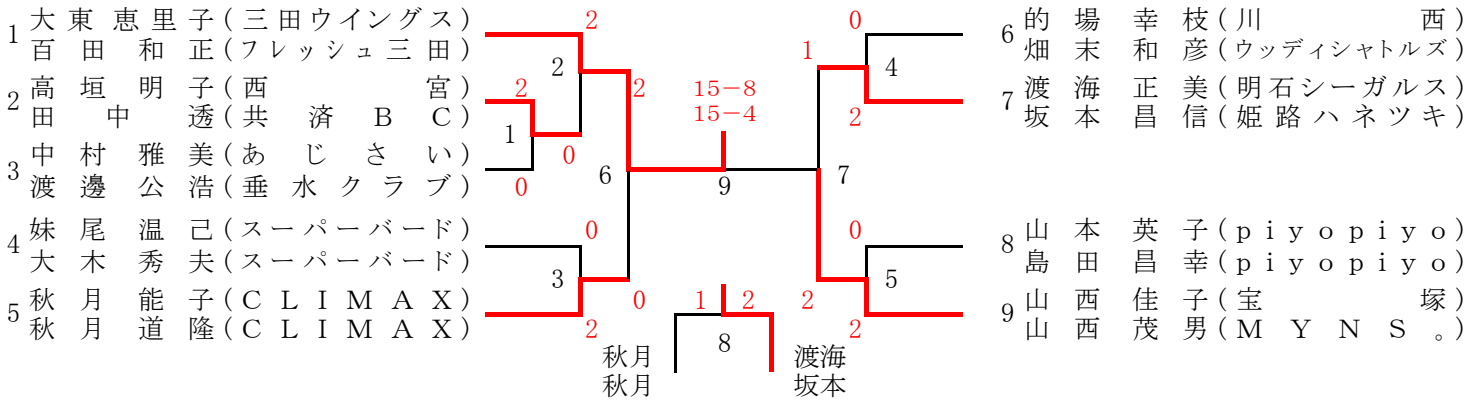 1 大東恵里子(三田ウイングス)
百田和正(フレッシュ三田)
2 高垣明子(西宮)
田中透(共済BC)
3 中村雅美(あじさい)
渡邊公浩(垂水クラブ)
4 妹尾温己(スーパーバード)
大木秀夫(スーパーバード)
5 秋月能子(CLIMAX)
秋月道隆(CLIMAX)
2
2
2
1
0
0
2
6
0
3
2
0
15-8
15-4
9
1 2
8
秋月
秋月
渡海
坂本
0
1
4
2
7
0
5
2
2
6 的場幸枝(川西)
畑末和彦(ウッディシャトルズ)
7 渡海正美(明石シーガルス)
坂本昌信(姫路ハネツキ)
8 山本英子(piyopiyo)
島田昌幸(piyopiyo)
9 山西佳子(宝塚)
山西茂男(MYNS。)